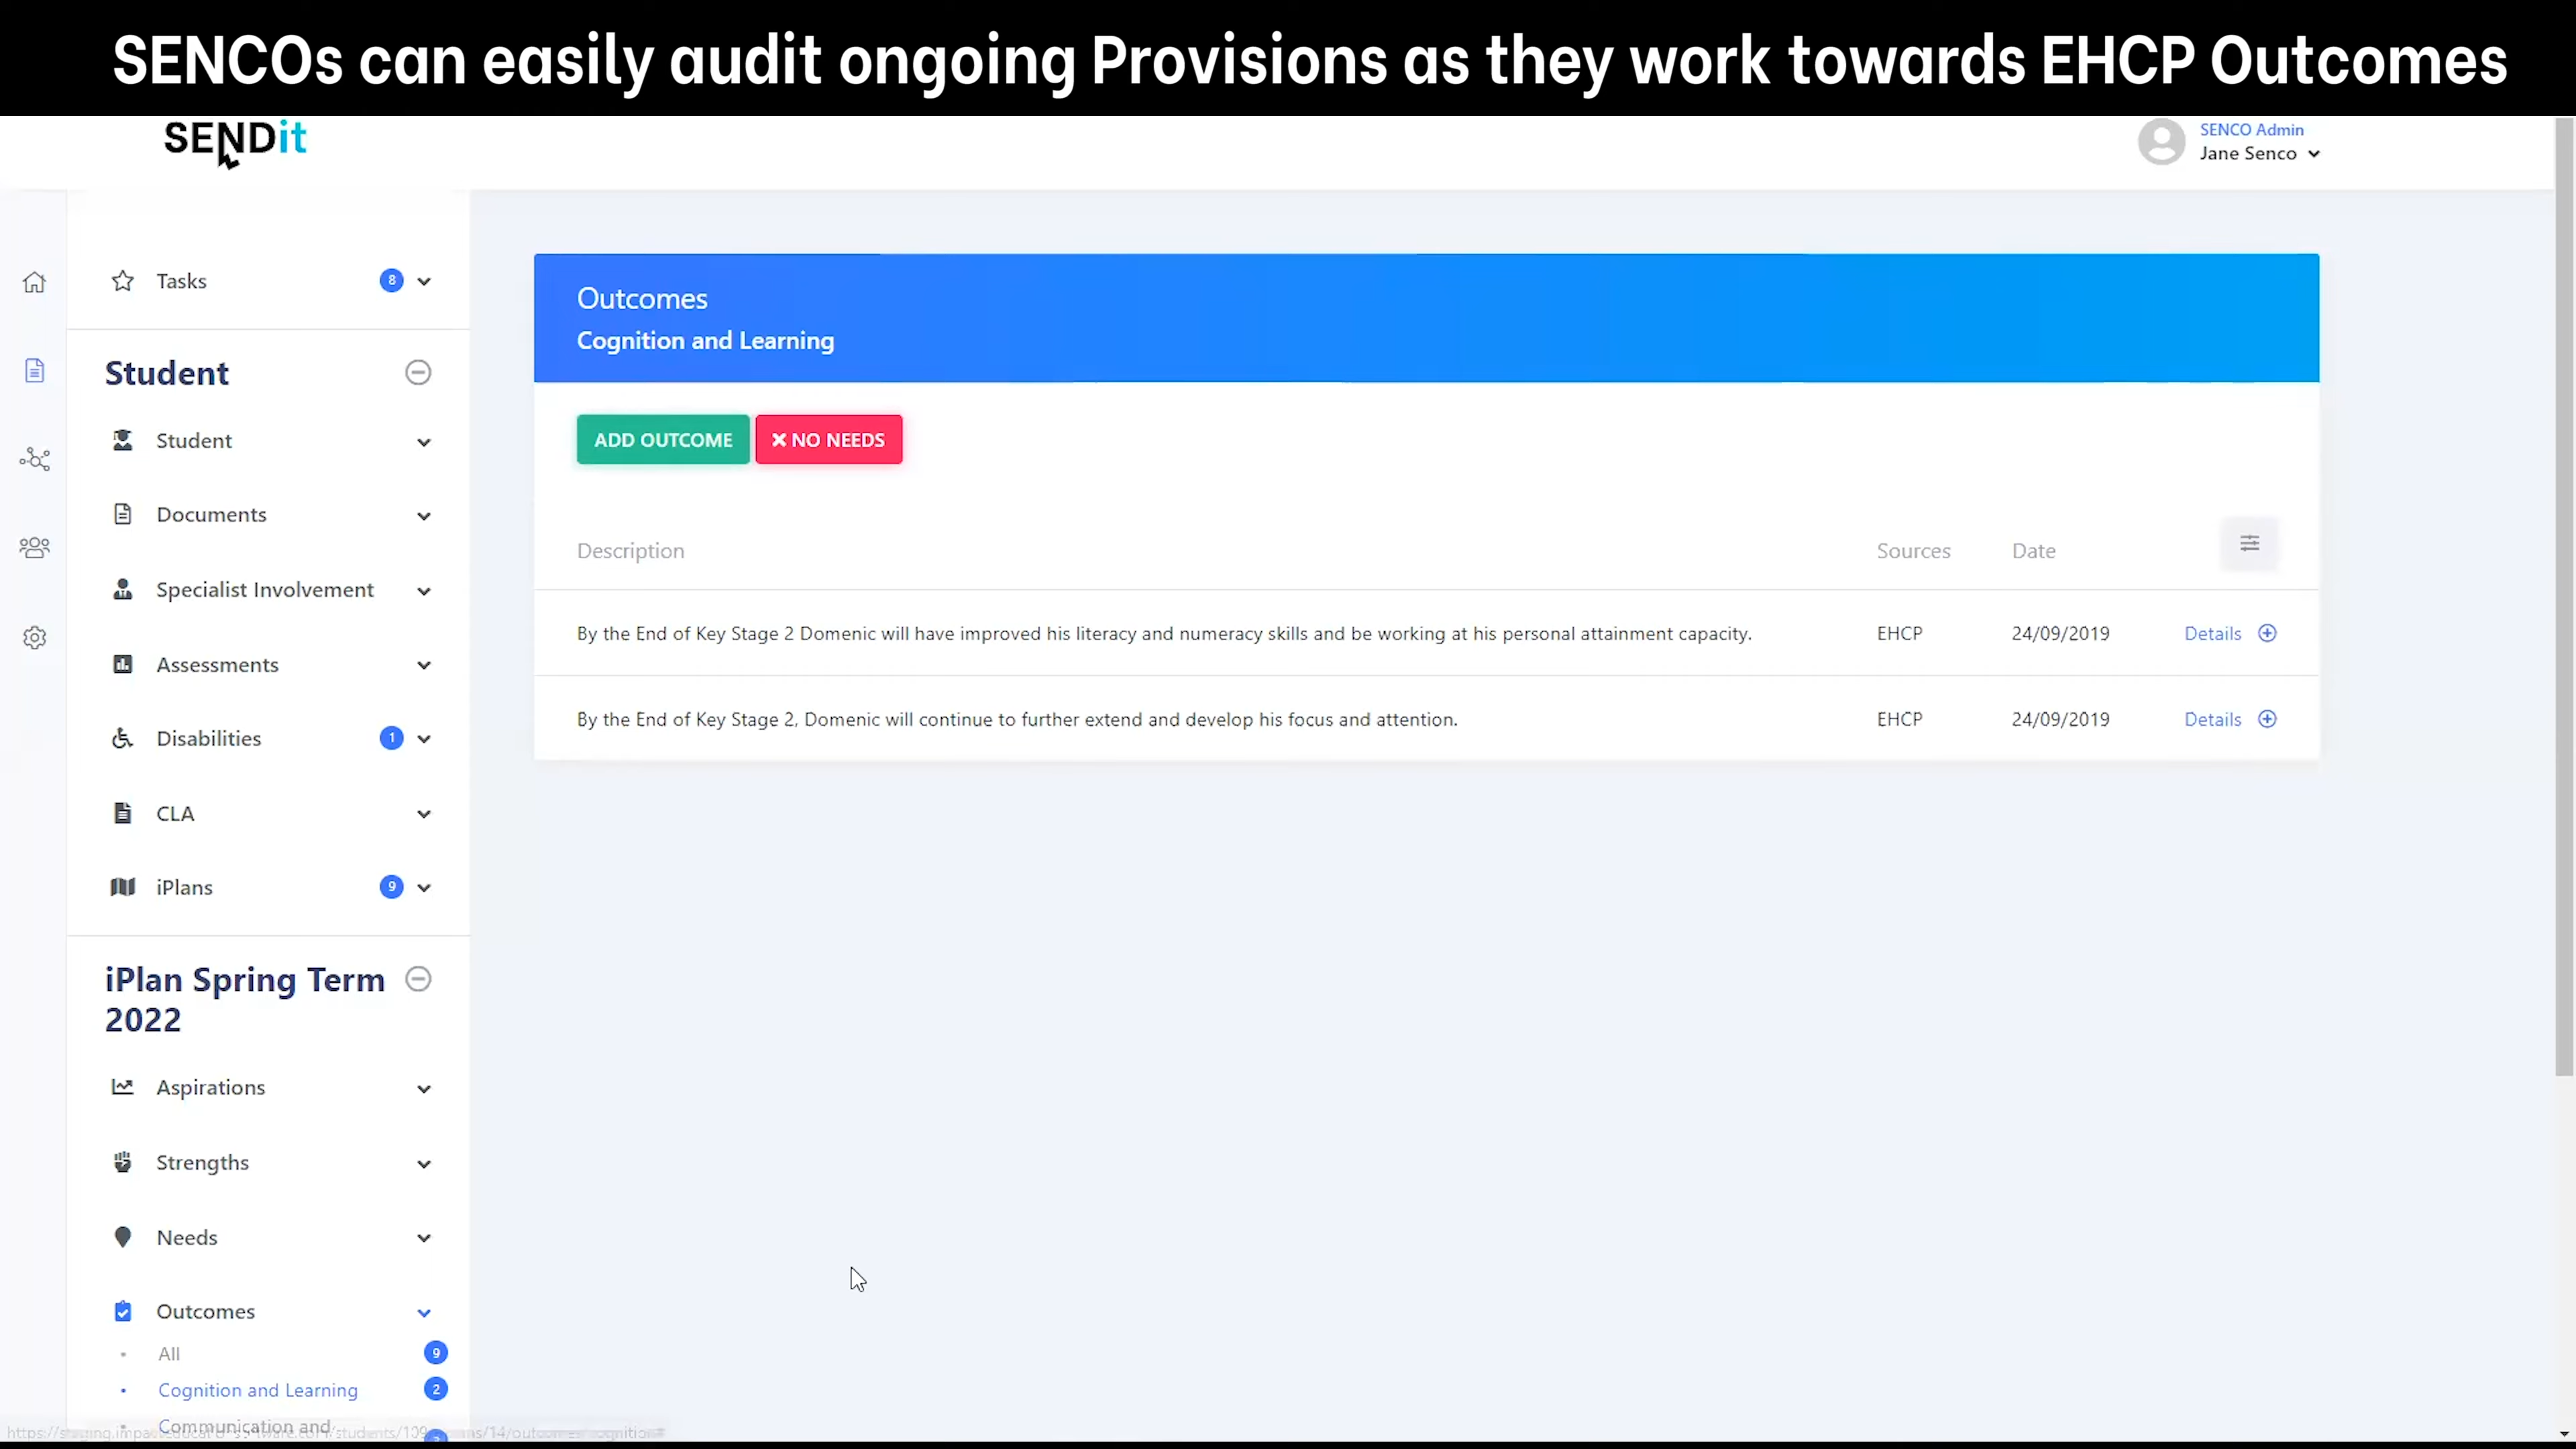 SENCOs can easily audit ongoing Provisions as they work towards EHCP Outcomes
SENDit
SENCO Admin
Jane Senco
Tasks 8
Student
Student
Documents
Specialist Involvement
Assessments
Disabilities 1
CLA
iPlans 9
iPlan Spring Term
2022
Aspirations
Strengths
Needs
Outcomes
All 9
Cognition and Learning 2
Communication and
Outcomes
Cognition and Learning
ADD OUTCOME
NO NEEDS
Description Sources Date
By the End of Key Stage 2 Domenic will have improved his literacy and numeracy skills and be working at his personal attainment capacity. EHCP 24/09/2019 Details
By the End of Key Stage 2, Domenic will continue to further extend and develop his focus and attention. EHCP 24/09/2019 Details